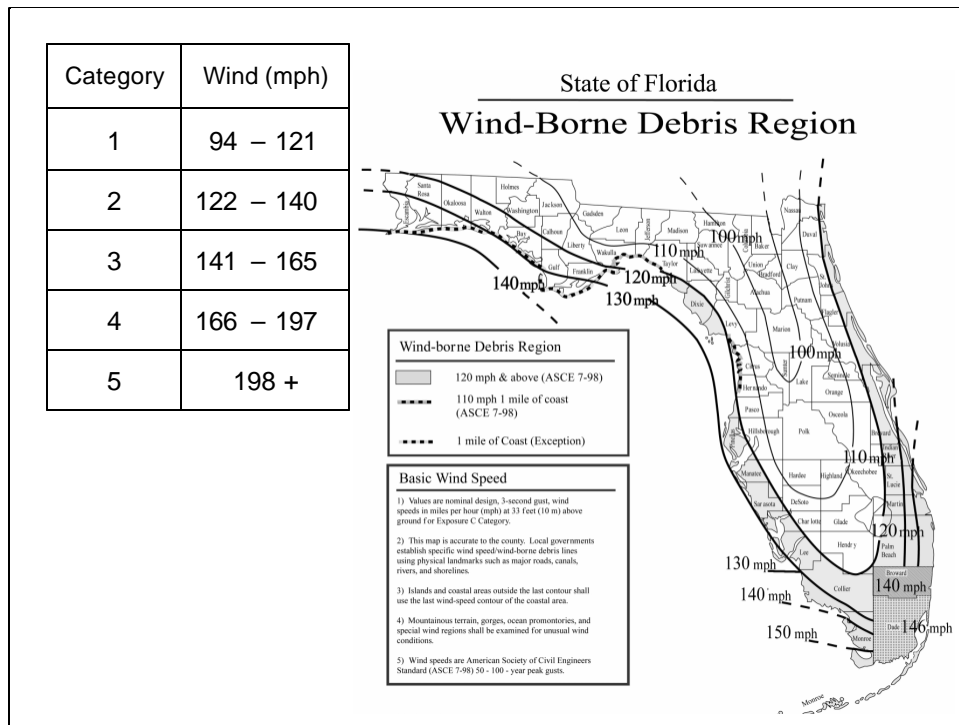 Category Wind (mph)
1 94 – 121
2 122 – 140
3 141 – 165
4 166 – 197
5 198 +
State of Florida
Wind-Borne Debris Region
Santa
Rosa
Okaloosa
Walton
Holmes
Washington
Bay
Jackson
Calhoun
Gulf
Gadsden
Liberty
Franklin
Leon
Wakulla
Jefferson
Madison
Taylor
Hamilton
Lafayette
Dixie
Baker
Nassau
Duval
Union
Bradford
Clay
Alachua
Putnam
Levy
Marion
Volusia
Citrus
Hernando
Pasco
Hillsborough
Sumter
Lake
Seminole
Orange
Osceola
Polk
Brevard
Manatee
Hardee
Highland
Okeechobee
St.
Lucie
Martin
Sarasota
DeSoto
Charlotte
Glade
Lee
Hendry
Palm
Beach
Collier
Broward
Dade
Monroe
Monroe
100 mph
110 mph
120 mph
130 mph
140 mph
100 mph
110 mph
120 mph
130 mph
140 mph
150 mph
140 mph
146 mph
Wind-borne Debris Region
120 mph & above (ASCE 7-98)
110 mph 1 mile of coast
(ASCE 7-98)
1 mile of Coast (Exception)
Basic Wind Speed
1) Values are nominal design, 3-second gust, wind
speeds in miles per hour (mph) at 33 feet (10 m) above
ground for Exposure C Category.
2) This map is accurate to the county. Local governments
establish specific wind speed/wind-borne debris lines
using physical landmarks such as major roads, canals,
rivers, and shorelines.
3) Islands and coastal areas outside the last contour shall
use the last wind-speed contour of the coastal area.
4) Mountainous terrain, gorges, ocean promontories, and
special wind regions shall be examined for unusual wind
conditions.
5) Wind speeds are American Society of Civil Engineers
Standard (ASCE 7-98) 50 - 100 - year peak gusts.